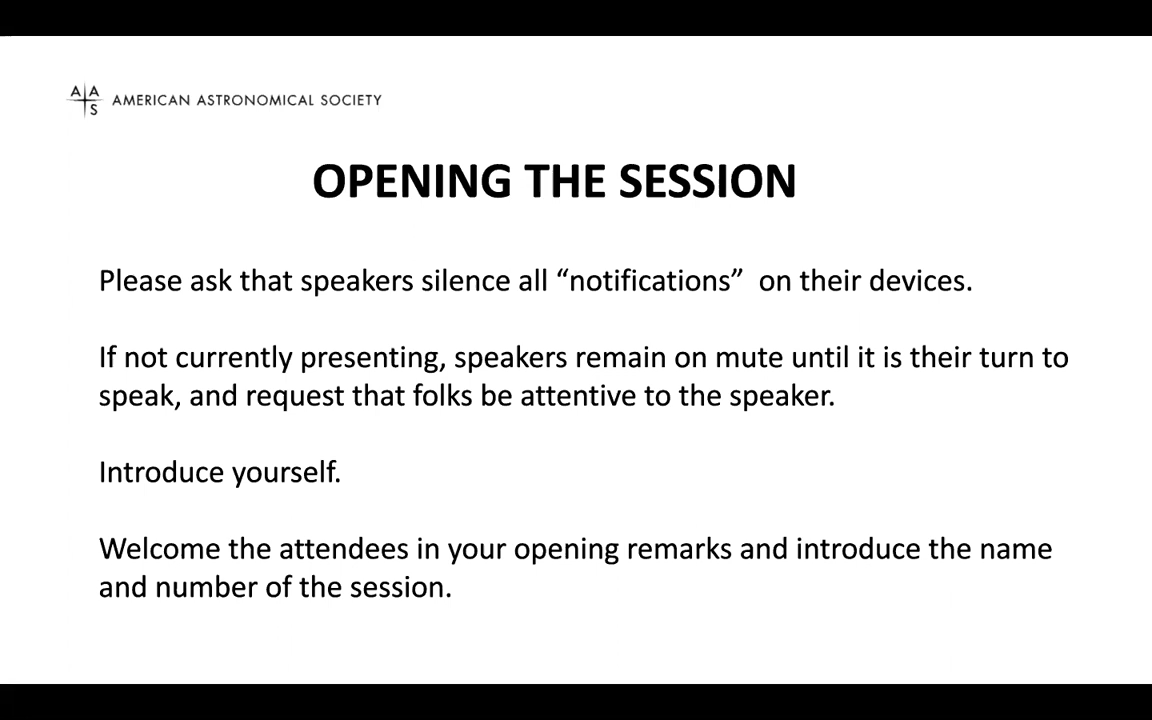 A A
S
AMERICAN ASTRONOMICAL SOCIETY
OPENING THE SESSION
Please ask that speakers silence all “notifications”  on their devices.
If not currently presenting, speakers remain on mute until it is their turn to
speak, and request that folks be attentive to the speaker.
Introduce yourself.
Welcome the attendees in your opening remarks and introduce the name
and number of the session.